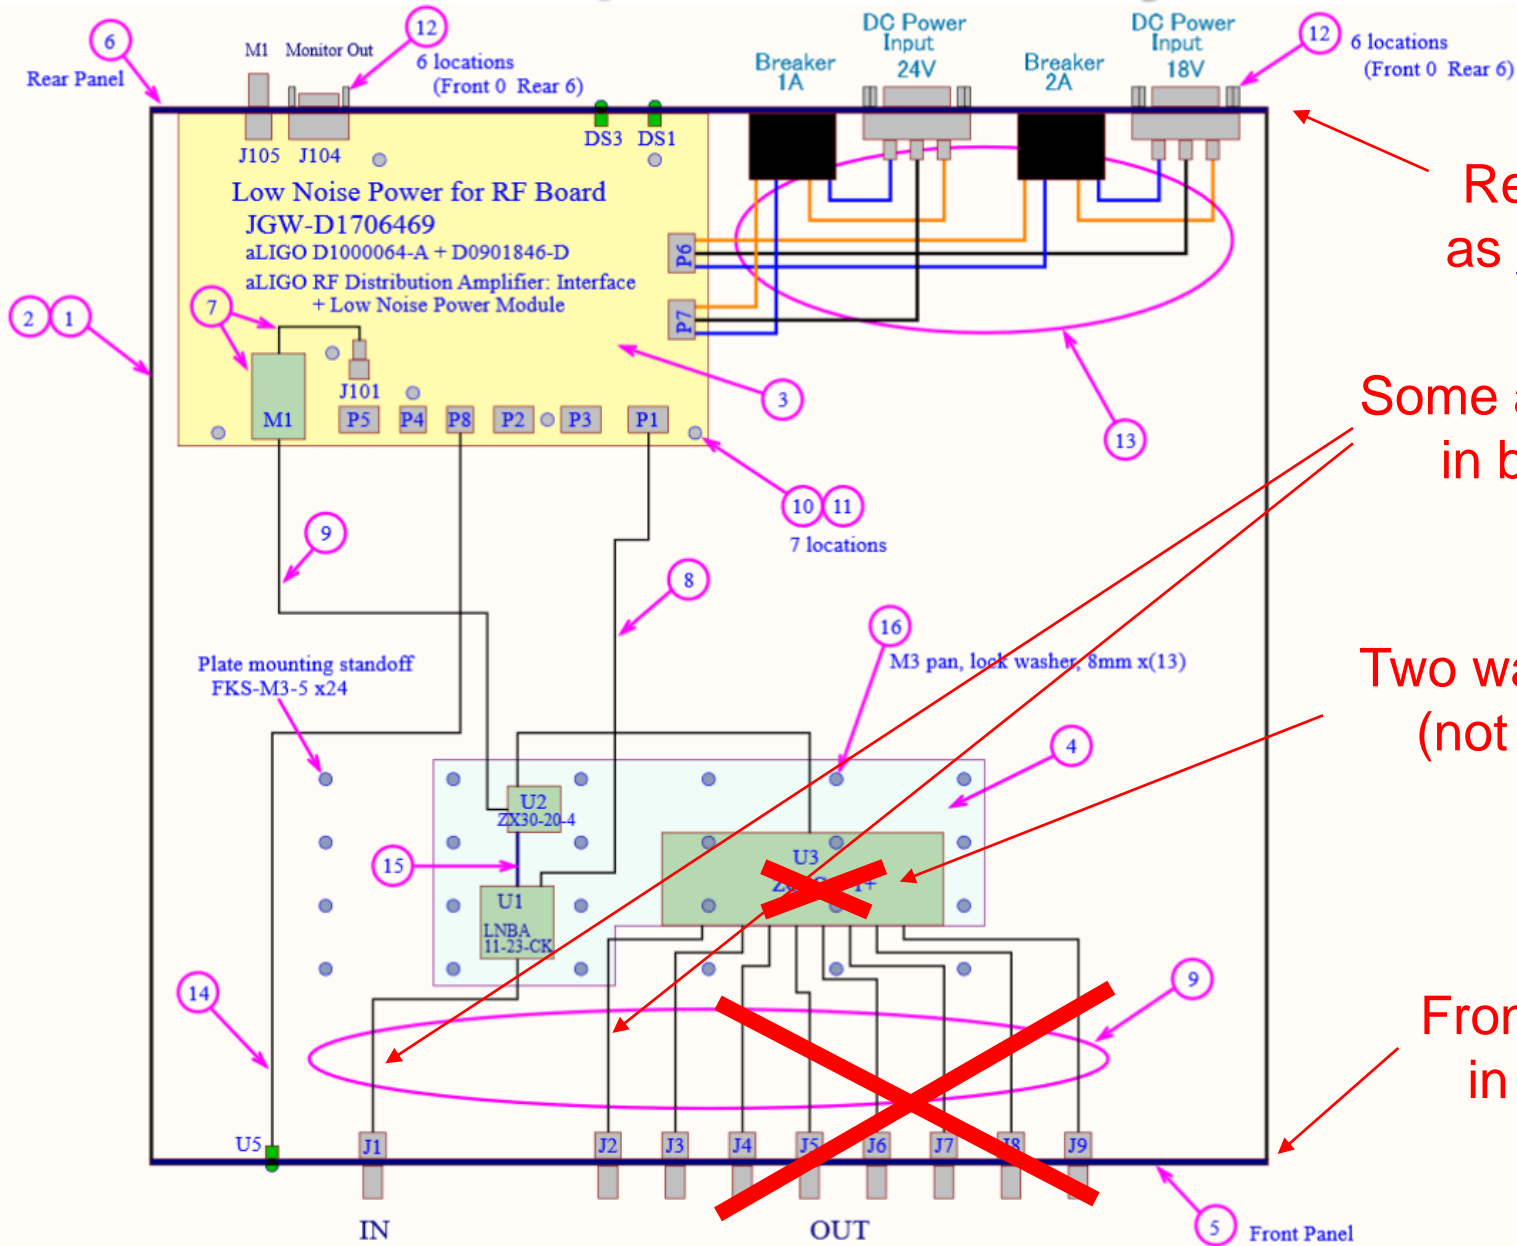 DC Power
Input
24V
DC Power
Input
18V
Breaker
1A
Breaker
2A
6
Rear Panel
M1
Monitor Out
12
6 locations
(Front 0 Rear 6)
12
6 locations
(Front 0 Rear 6)
J105
J104
DS3
DS1
Low Noise Power for RF Board
JGW-D1706469
aLIGO D1000064-A + D0901846-D
aLIGO RF Distribution Amplifier: Interface
+ Low Noise Power Module
P6
P7
as
2
1
7
J101
M1
P5
P4
P8
P2
P3
P1
3
13
Some
in
10
11
7 locations
9
8
16
M3 pan, lock washer, 8mm x(13)
Plate mounting standoff
FKS-M3-5 x24
4
Two
(not
U2
ZX30-20-4
15
U3
U1
LNBA
11-23-CK
14
9
in
U5
J1
J2
J3
J4
J5
J6
J7
J8
J9
IN
OUT
5
Front Panel